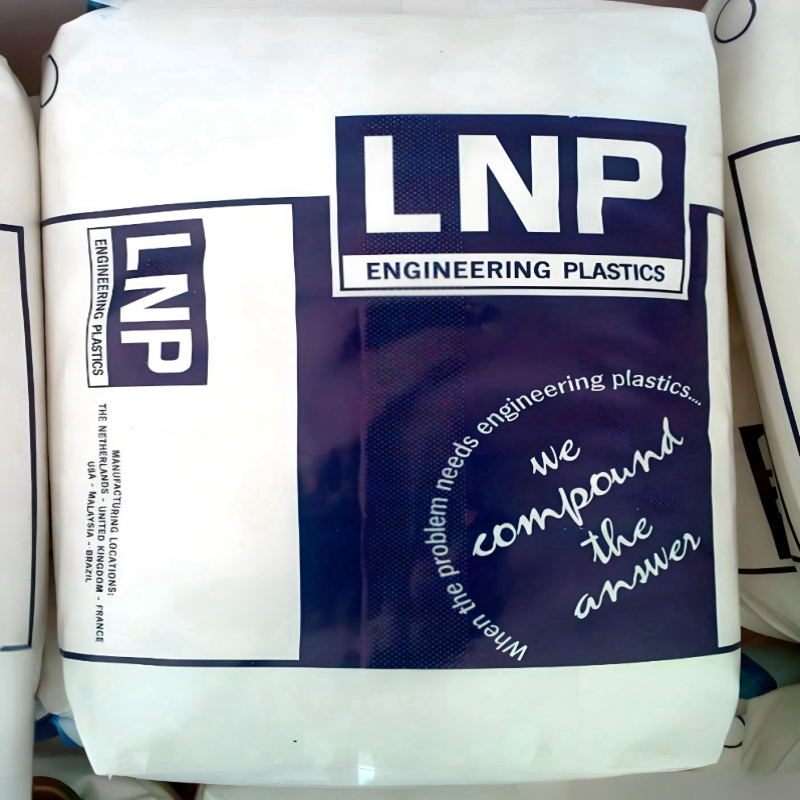 LNP
ENGINEERING PLASTICS
When the problem needs engineering plastics....
we
compound
the
answer
LNP
ENGINEERING PLASTICS
MANUFACTURING LOCATIONS:
THE NETHERLANDS - UNITED KINGDOM - FRANCE
USA - MALAYSIA - BRAZIL